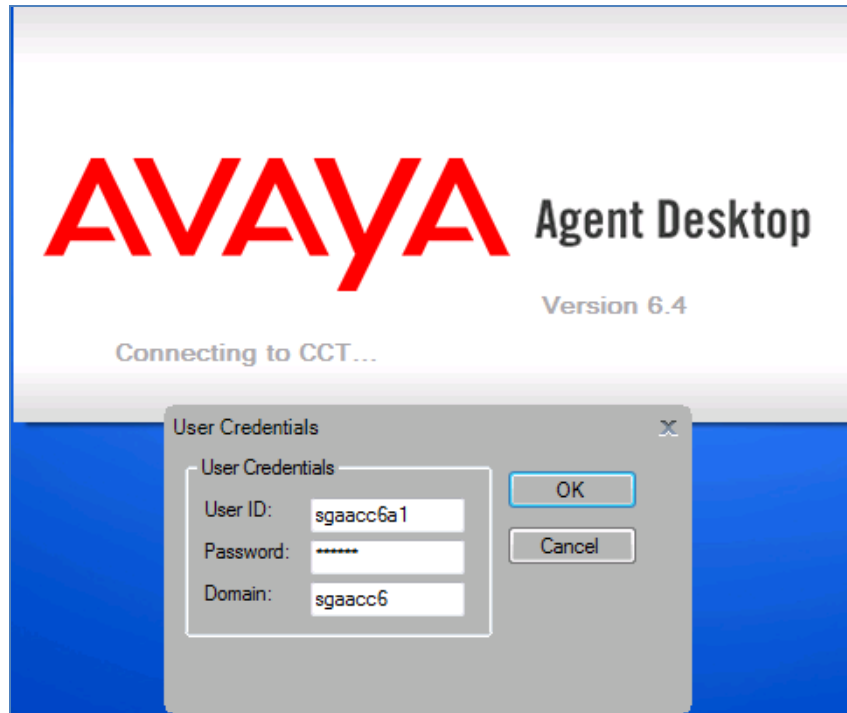 AVAYA
Agent Desktop
Version 6.4
Connecting to CCT...
User Credentials
x
User Credentials
User ID: sgaacc6a1
OK
Password: ******
Cancel
Domain: sgaacc6